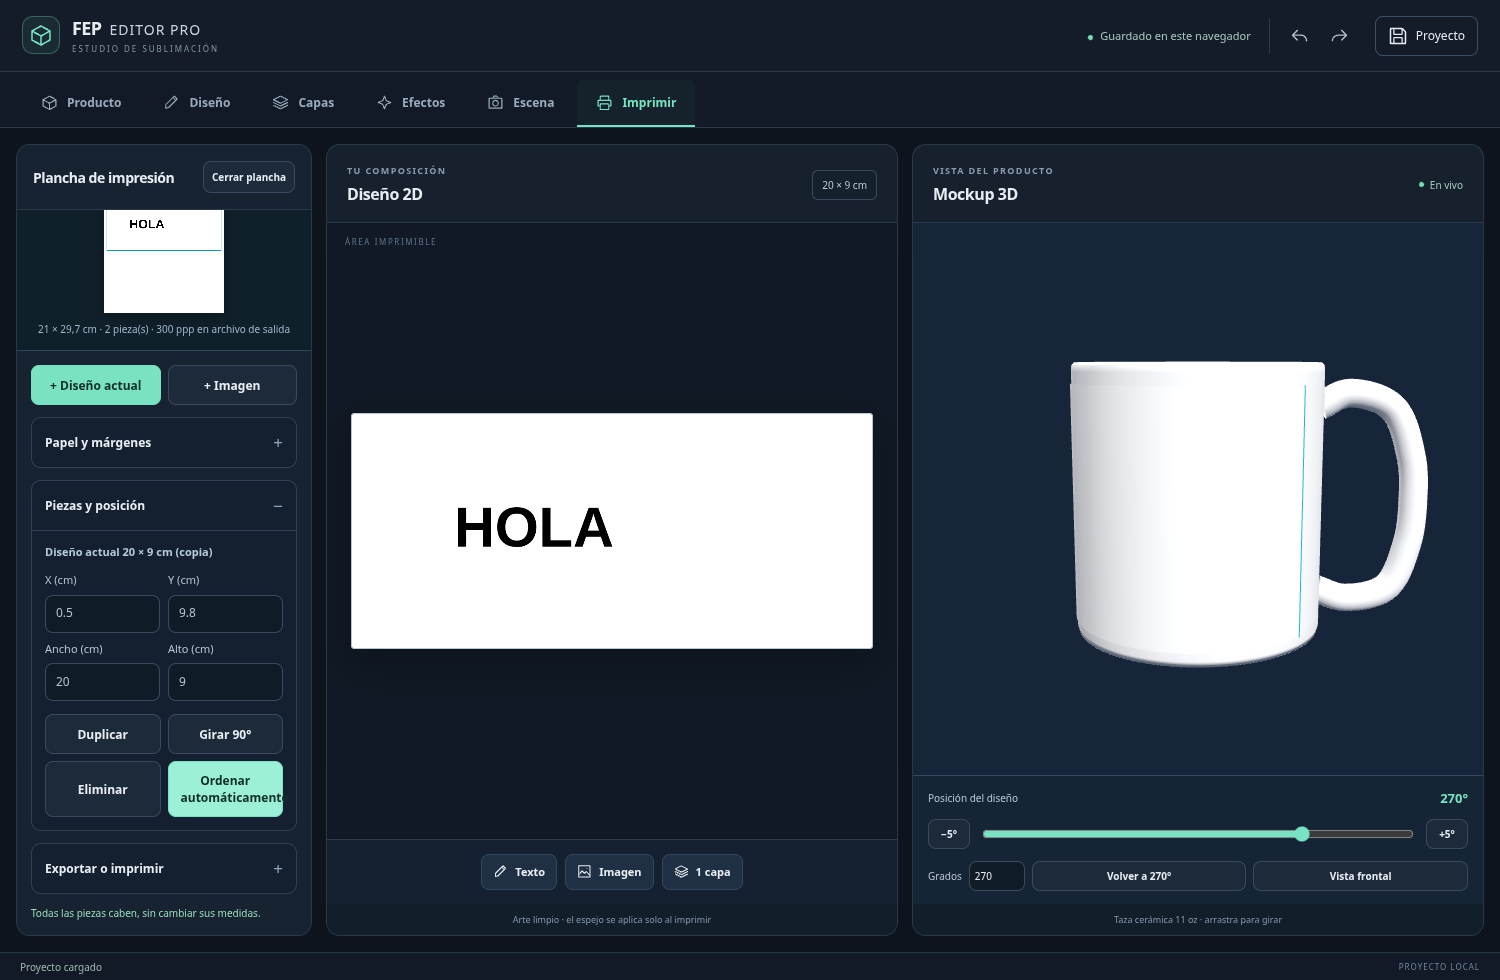 FEP EDITOR PRO
ESTUDIO DE SUBLIMACIÓN
Guardado en este navegador
Proyecto
Producto
Diseño
Capas
Efectos
Escena
Imprimir
Plancha de impresión
Cerrar plancha
HOLA
21 × 29,7 cm · 2 pieza(s) · 300 ppp en archivo de salida
+ Diseño actual
+ Imagen
Papel y márgenes
+
Piezas y posición
−
Diseño actual 20 × 9 cm (copia)
X (cm)
Y (cm)
0.5
9.8
Ancho (cm)
Alto (cm)
20
9
Duplicar
Girar 90°
Eliminar
Ordenar
automáticamente
Exportar o imprimir
+
Todas las piezas caben, sin cambiar sus medidas.
TU COMPOSICIÓN
Diseño 2D
20 × 9 cm
ÁREA IMPRIMIBLE
HOLA
Texto
Imagen
1 capa
Arte limpio · el espejo se aplica solo al imprimir
VISTA DEL PRODUCTO
Mockup 3D
En vivo
Posición del diseño
270°
−5°
+5°
Grados
270
Volver a 270°
Vista frontal
Taza cerámica 11 oz · arrastra para girar
Proyecto cargado
PROYECTO LOCAL